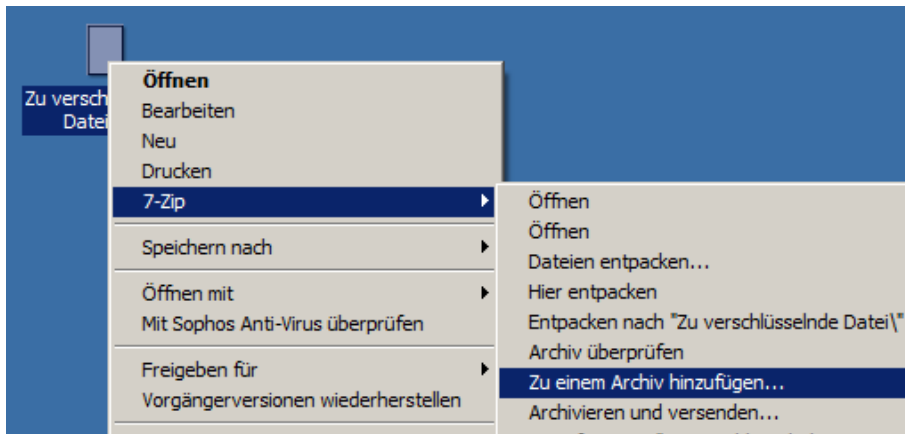 Zu versch
Datei
Öffnen
Bearbeiten
Neu
Drucken
7-Zip
Speichern nach
Öffnen mit
Mit Sophos Anti-Virus überprüfen
Freigeben für
Vorgängerversionen wiederherstellen
Öffnen
Öffnen
Dateien entpacken...
Hier entpacken
Entpacken nach "Zu verschlüsselnde Datei\"
Archiv überprüfen
Zu einem Archiv hinzufügen...
Archivieren und versenden...